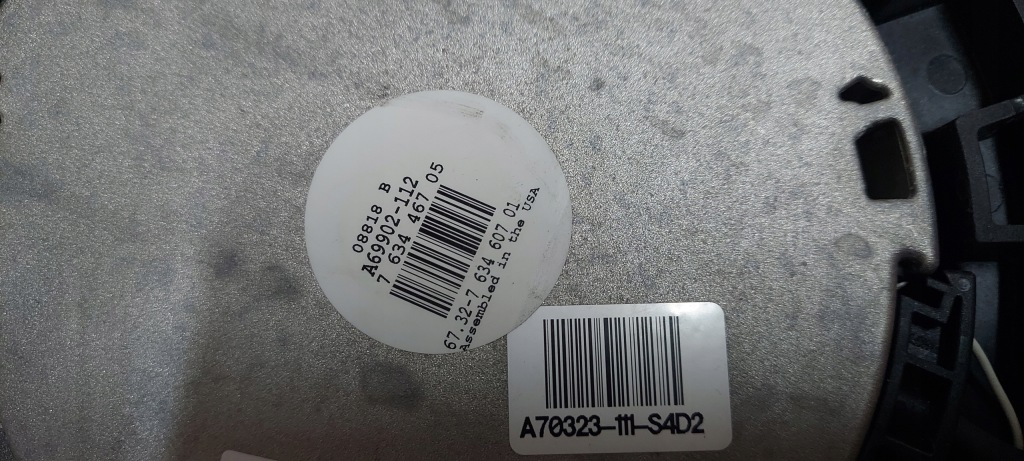 08818 B
A69902-112
7 634 467 05
67.32-7 634 607 01
Assembled in the USA
A70323-111-S4D2